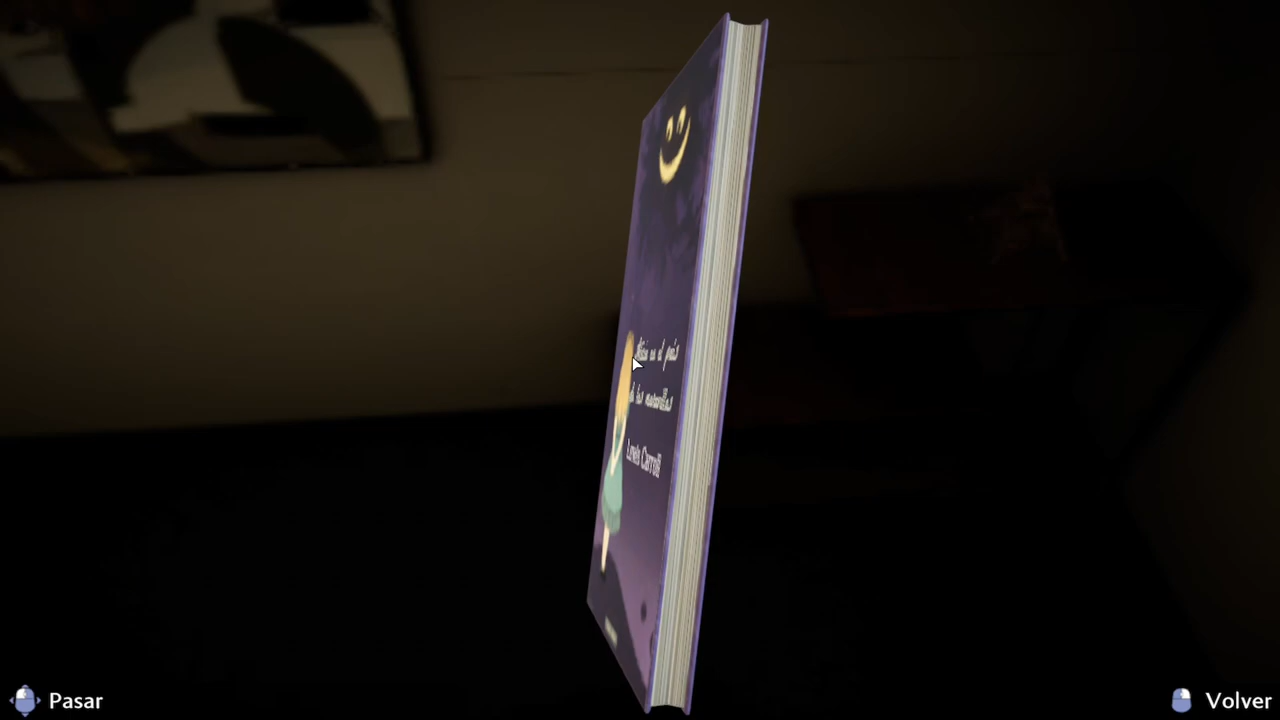 Alicia en el país
de las maravillas
Lewis Carroll
Pasar
Volver